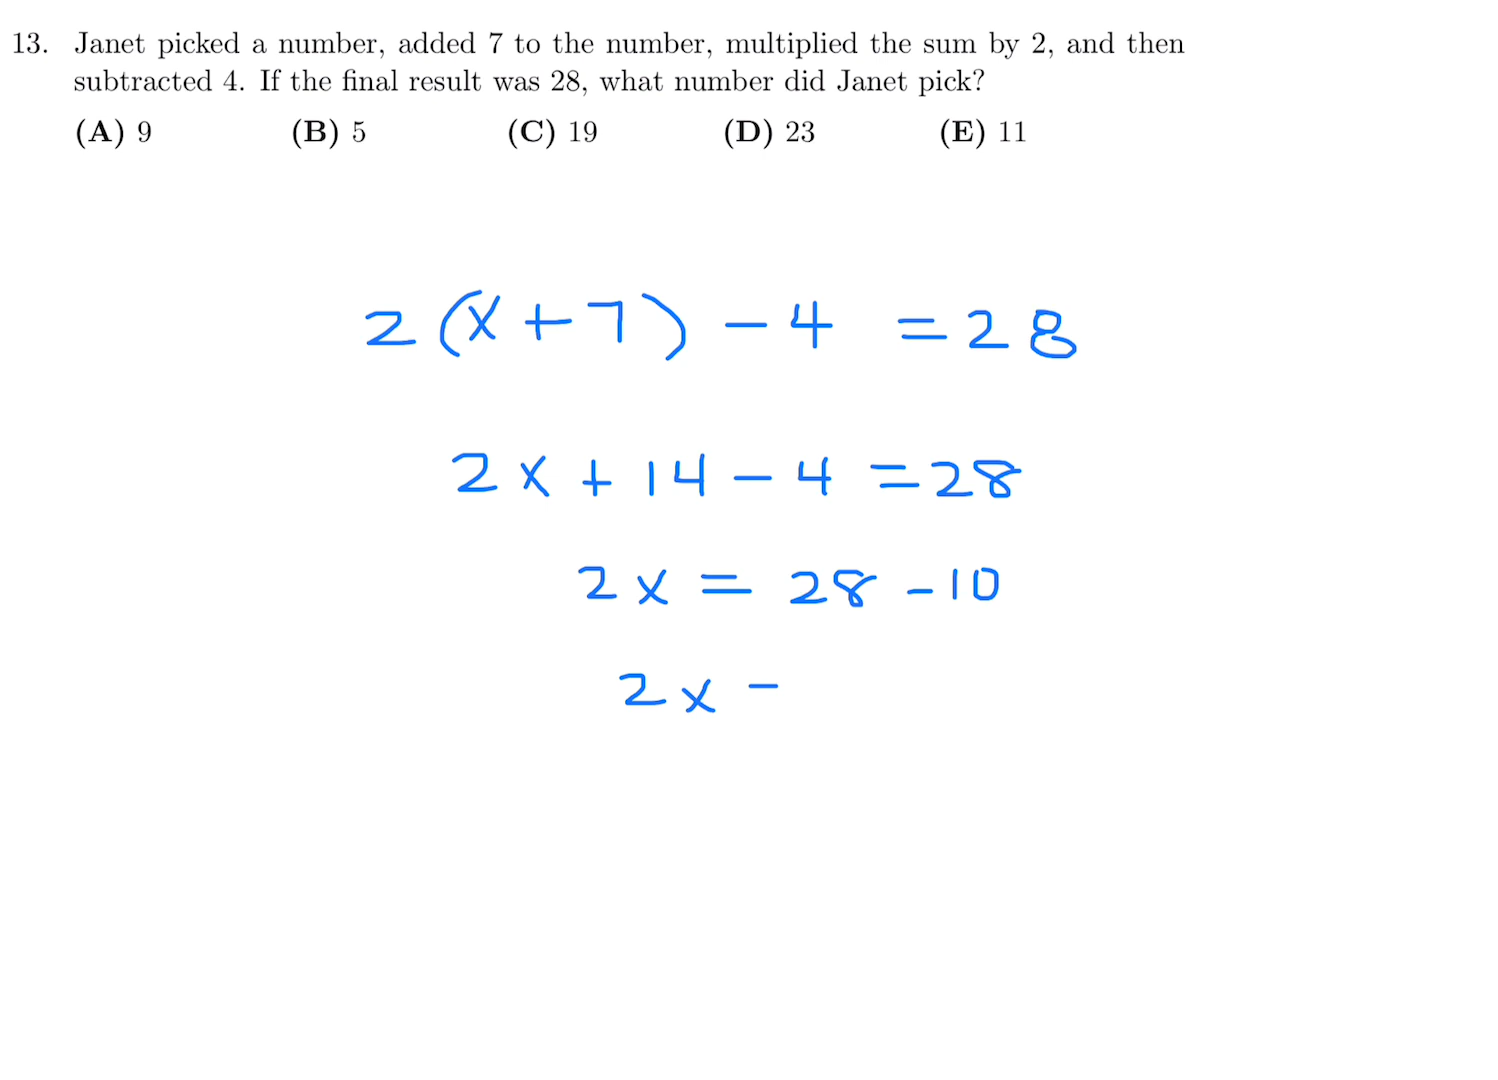 13. Janet picked a number, added 7 to the number, multiplied the sum by 2, and then
subtracted 4. If the final result was 28, what number did Janet pick?
(A) 9 (B) 5 (C) 19 (D) 23 (E) 11
2(x+7)-4 =28
2x+14-4=28
2x = 28-10
2x -